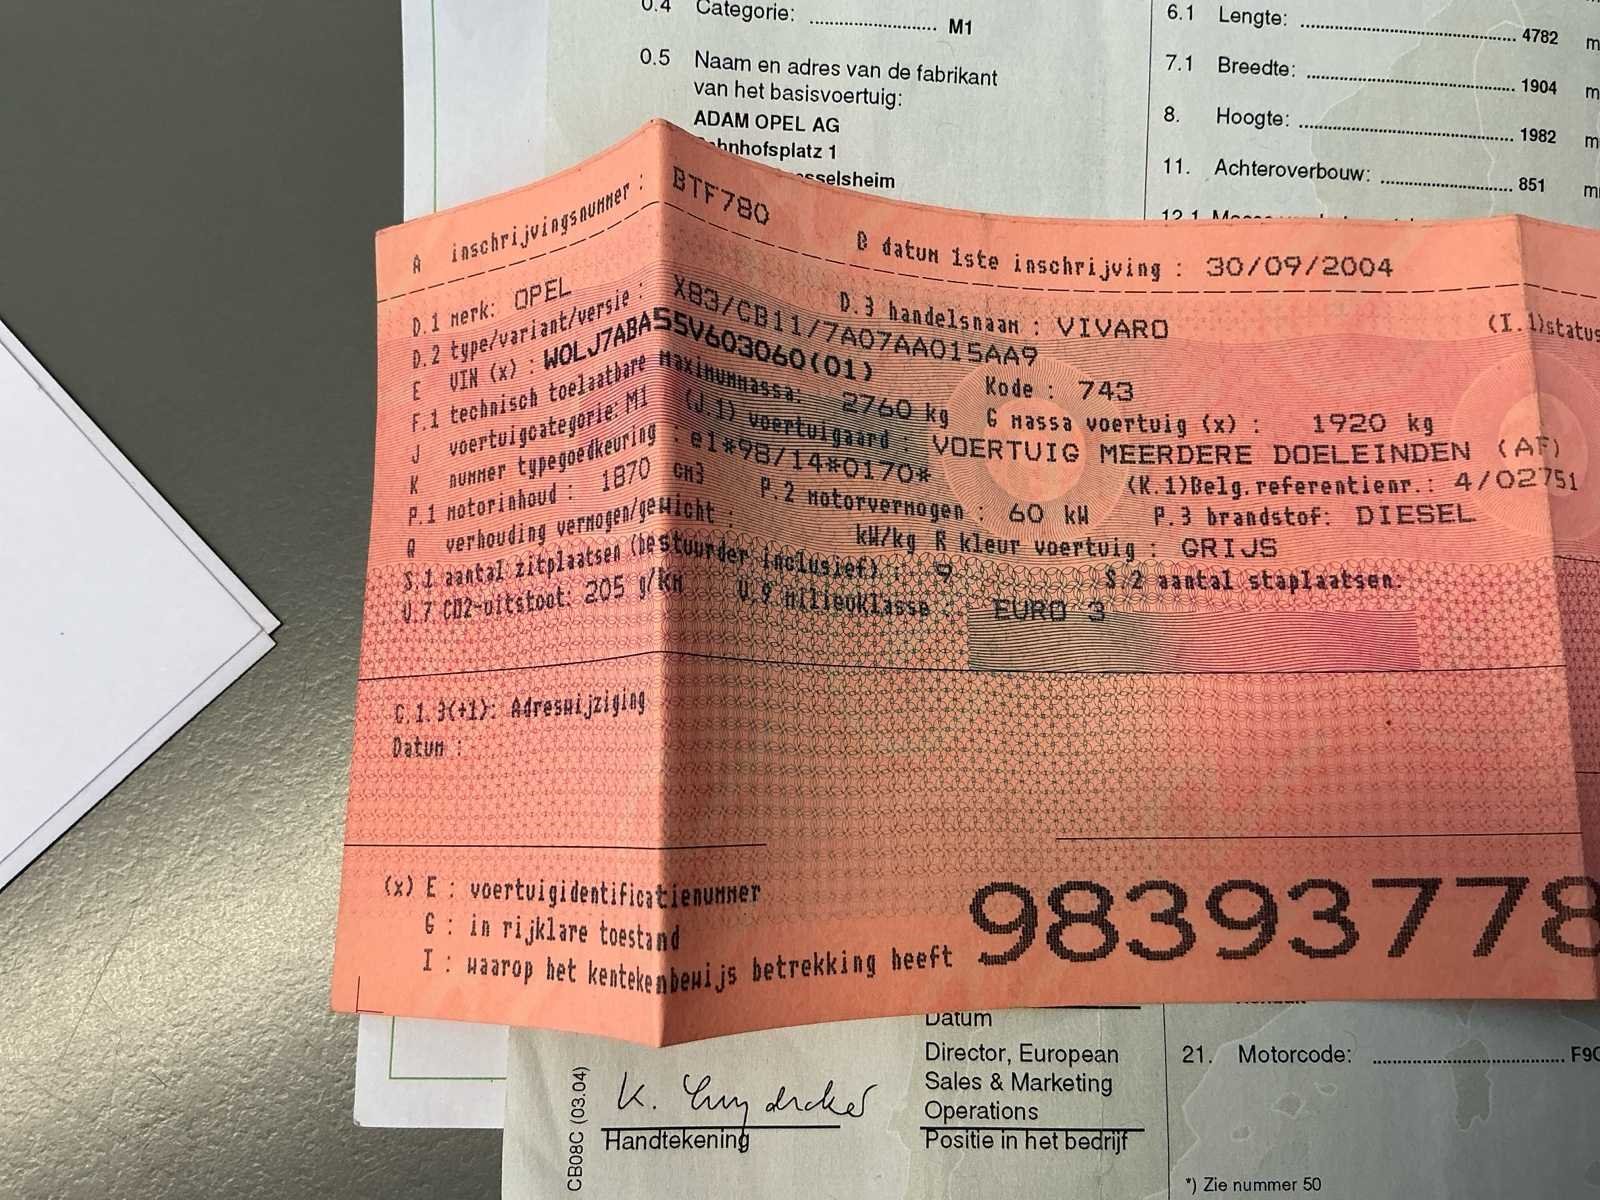 0.4 Categorie: .................... M1
0.5 Naam en adres van de fabrikant
van het basisvoertuig:
ADAM OPEL AG
hnhofsplatz 1
sselsheim
6.1 Lengte: .................... 4782
7.1 Breedte: .................... 1904
8. Hoogte: .................... 1982
11. Achteroverbouw: .................... 851
12.1
A inschrijvingsnummer : BTF780 B datum 1ste inschrijving : 30/09/2004
D.1 merk: OPEL D.3 handelsnaam : VIVARO (I.1)status
D.2 type/variant/versie : X83/CB11/7A07AA015AA9
E VIN (x) : WOLJ7ABA55V603060(01) Kode : 743
F.1 technisch toelaatbare maximummassa: 2760 kg G massa voertuig (x) : 1920 kg
J voertuigcategorie: M1 (J.1) voertuigaard : VOERTUIG MEERDERE DOELEINDEN (AF)
K nummer typegoedkeuring : e1*98/14*0170* (K.1)Belg.referentienr.: 4/02751
P.1 motorinhoud : 1870 cm3 P.2 motorvermogen : 60 kW P.3 brandstof: DIESEL
Q verhouding vermogen/gewicht : kW/kg R kleur voertuig : GRIJS
S.1 aantal zitplaatsen (bestuurder inclusief) : 9 S.2 aantal staplaatsen:
V.7 CO2-uitstoot: 205 g/km V.9 milieuklasse : EURO 3
C.1.3(+1): Adreswijziging
Datum :
(x) E : voertuigidentificatienummer
G : in rijklare toestand
I : waarop het kentekenbewijs betrekking heeft
98393778
Datum
Director, European
Sales & Marketing
Operations
Positie in het bedrijf
K.
Handtekening
CB08C (03.04)
21. Motorcode: .................... F9
*) Zie nummer 50